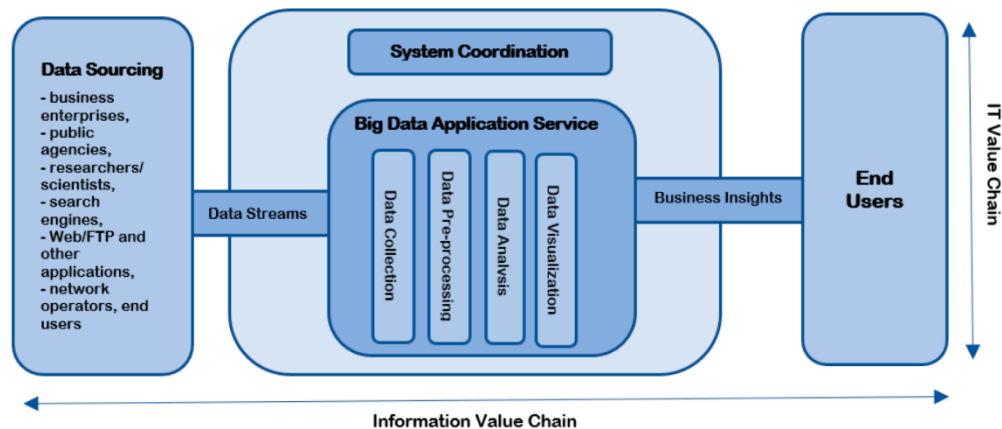 Data Sourcing
- business
enterprises,
- public
agencies,
- researchers/
scientists,
- search
engines,
- Web/FTP and
other
applications,
- network
operators, end
users
Data Streams
System Coordination
Big Data Application Service
Data Collection
Data Pre-processing
Data Analysis
Data Visualization
Business Insights
End
Users
IT Value Chain
Information Value Chain